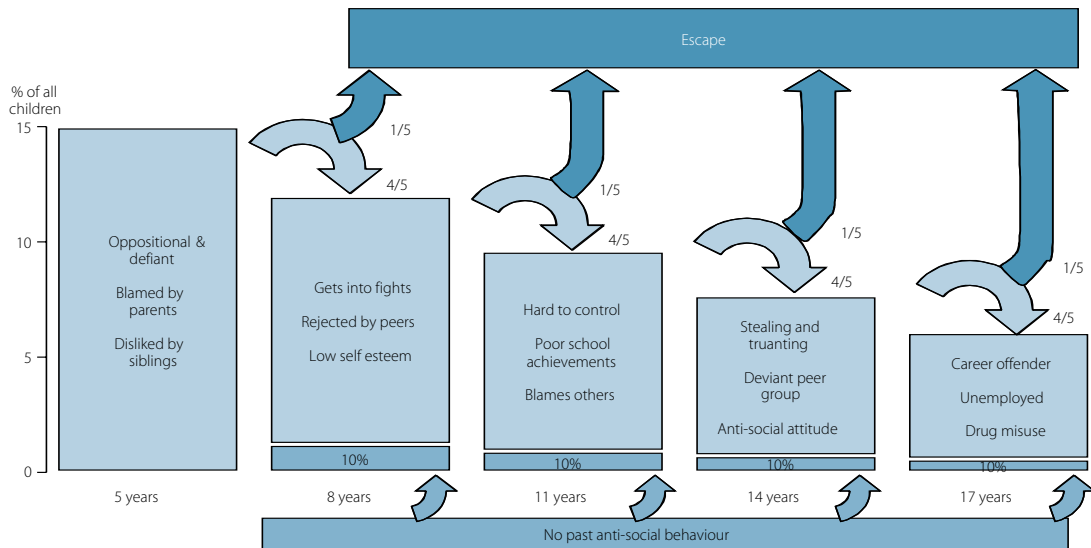 Escape
% of all
children
15
10
5
0
1/5
4/5
1/5
4/5
1/5
4/5
1/5
4/5
Oppositional &
defiant
Blamed by
parents
Disliked by
siblings
Gets into fights
Rejected by peers
Low self esteem
10%
Hard to control
Poor school
achievements
Blames others
10%
Stealing and
truanting
Deviant peer
group
Anti-social attitude
10%
Career offender
Unemployed
Drug misuse
10%
5 years
8 years
11 years
14 years
17 years
No past anti-social behaviour